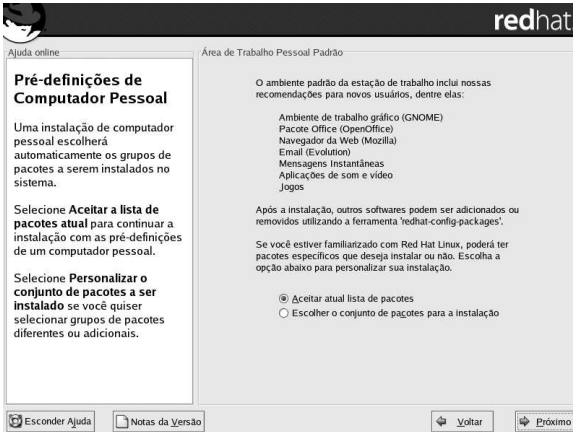 redhat
Ajuda online
Pré-definições de
Computador Pessoal
Uma instalação de computador
pessoal escolherá
automaticamente os grupos de
pacotes a serem instalados no
sistema.
Selecione Aceitar a lista de
pacotes atual para continuar a
instalação com as pré-definições
de um computador pessoal.
Selecione Personalizar o
conjunto de pacotes a ser
instalado se você quiser
selecionar grupos de pacotes
diferentes ou adicionais.
Área de Trabalho Pessoal Padrão
O ambiente padrão da estação de trabalho inclui nossas
recomendações para novos usuários, dentre elas:
Ambiente de trabalho gráfico (GNOME)
Pacote Office (OpenOffice)
Navegador da Web (Mozilla)
Email (Evolution)
Mensagens Instantâneas
Aplicações de som e vídeo
Jogos
Após a instalação, outros softwares podem ser adicionados ou
removidos utilizando a ferramenta 'redhat-config-packages'.
Se você estiver familiarizado com Red Hat Linux, poderá ter
pacotes específicos que deseja instalar ou não. Escolha a
opção abaixo para personalizar sua instalação.
Aceitar atual lista de pacotes
Escolher o conjunto de pacotes para a instalação
Esconder Ajuda
Notas da Versão
Voltar
Próximo